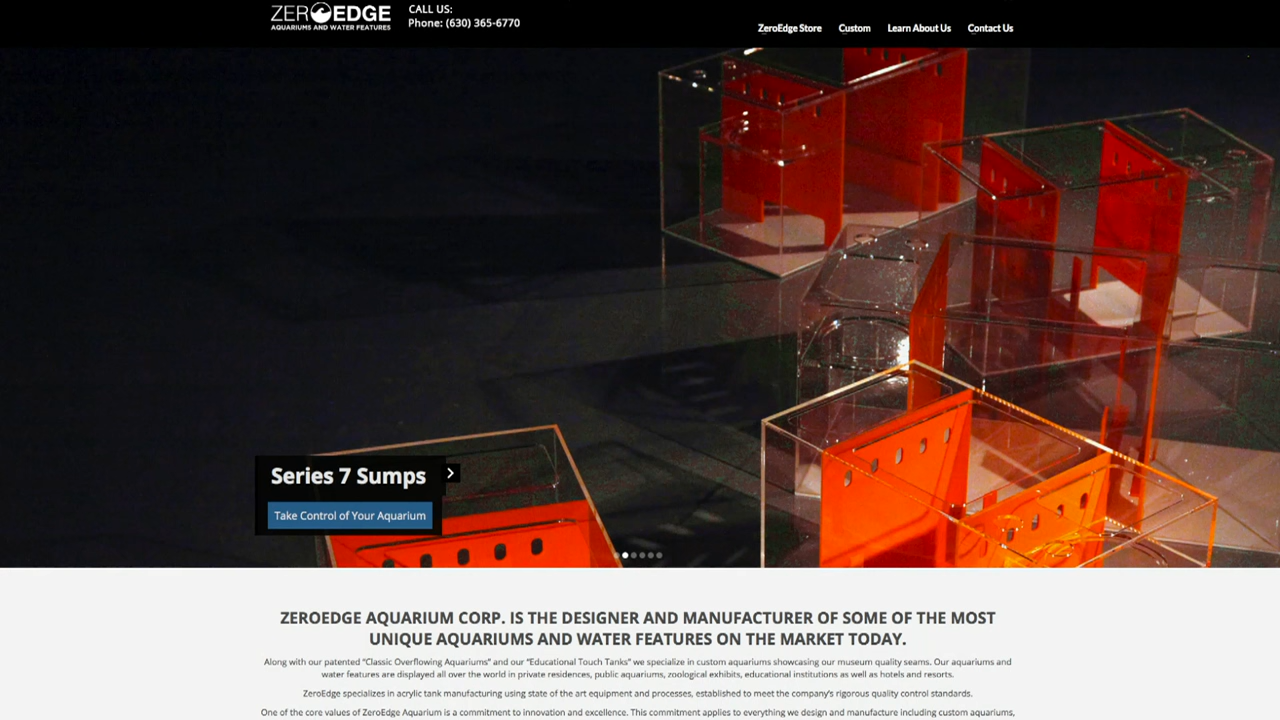 ZEROEDGE
AQUARIUMS AND WATER FEATURES
CALL US:
Phone: (630) 365-6770
ZeroEdge Store Custom Learn About Us Contact Us
Series 7 Sumps
Take Control of Your Aquarium
ZEROEDGE AQUARIUM CORP. IS THE DESIGNER AND MANUFACTURER OF SOME OF THE MOST
UNIQUE AQUARIUMS AND WATER FEATURES ON THE MARKET TODAY.
Along with our patented "Classic Overflowing Aquariums" and our "Educational Touch Tanks" we specialize in custom aquariums showcasing our museum quality seams. Our aquariums and
water features are displayed all over the world in private residences, public aquariums, zoological exhibits, educational institutions as well as hotels and resorts.
ZeroEdge specializes in acrylic tank manufacturing using state of the art equipment and processes, established to meet the company's rigorous quality control standards.
One of the core values of ZeroEdge Aquarium is a commitment to innovation and excellence. This commitment applies to everything we design and manufacture including custom aquariums,